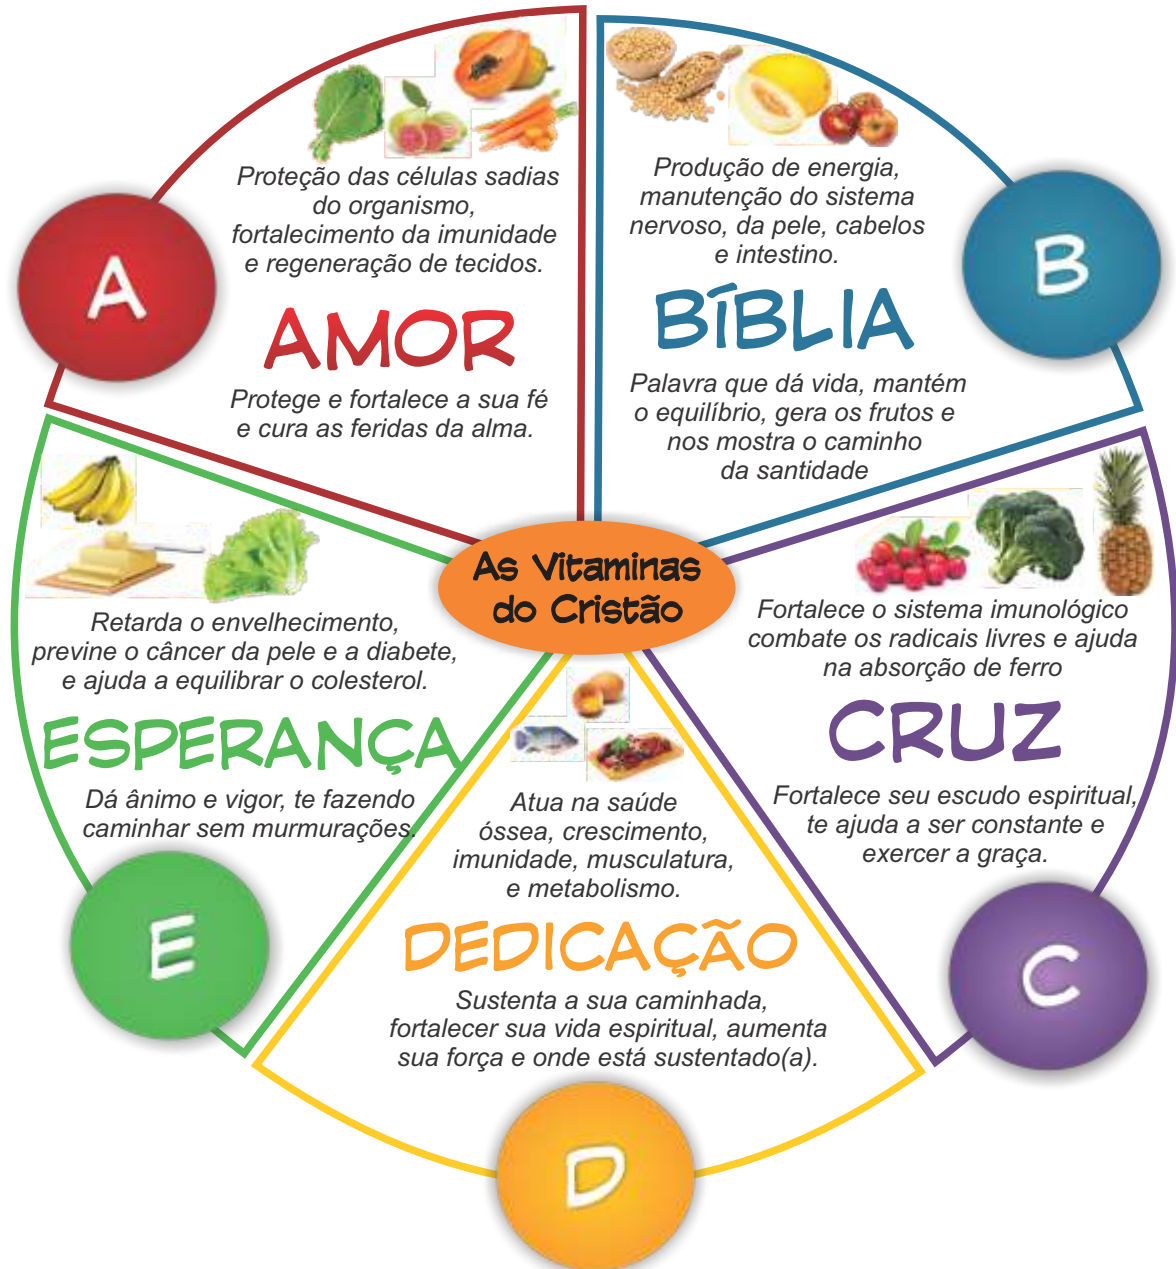 A
Proteção das células sadias
do organismo,
fortalecimento da imunidade
e regeneração de tecidos.
AMOR
Protege e fortalece a sua fé
e cura as feridas da alma.
B
Produção de energia,
manutenção do sistema
nervoso, da pele, cabelos
e intestino.
BÍBLIA
Palavra que dá vida, mantém
o equilíbrio, gera os frutos e
nos mostra o caminho
da santidade
As Vitaminas
do Cristão
Fortalece o sistema imunológico
combate os radicais livres e ajuda
na absorção de ferro
CRUZ
Fortalece seu escudo espiritual,
te ajuda a ser constante e
exercer a graça.
C
Atua na saúde
óssea, crescimento,
imunidade, musculatura,
e metabolismo.
DEDICAÇÃO
Sustenta a sua caminhada,
fortalecer sua vida espiritual, aumenta
sua força e onde está sustentado(a).
D
Retarda o envelhecimento,
previne o câncer da pele e a diabete,
e ajuda a equilibrar o colesterol.
ESPERANÇA
Dá ânimo e vigor, te fazendo
caminhar sem murmurações.
E